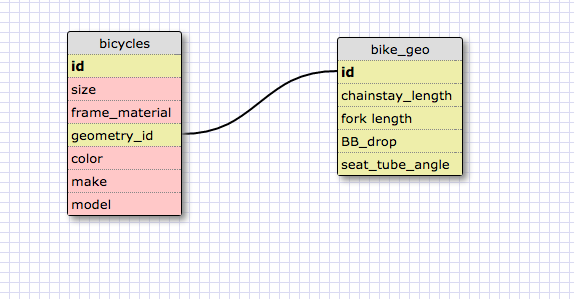 bicycles
id
size
frame_material
geometry_id
color
make
model
bike_geo
id
chainstay_length
fork length
BB_drop
seat_tube_angle